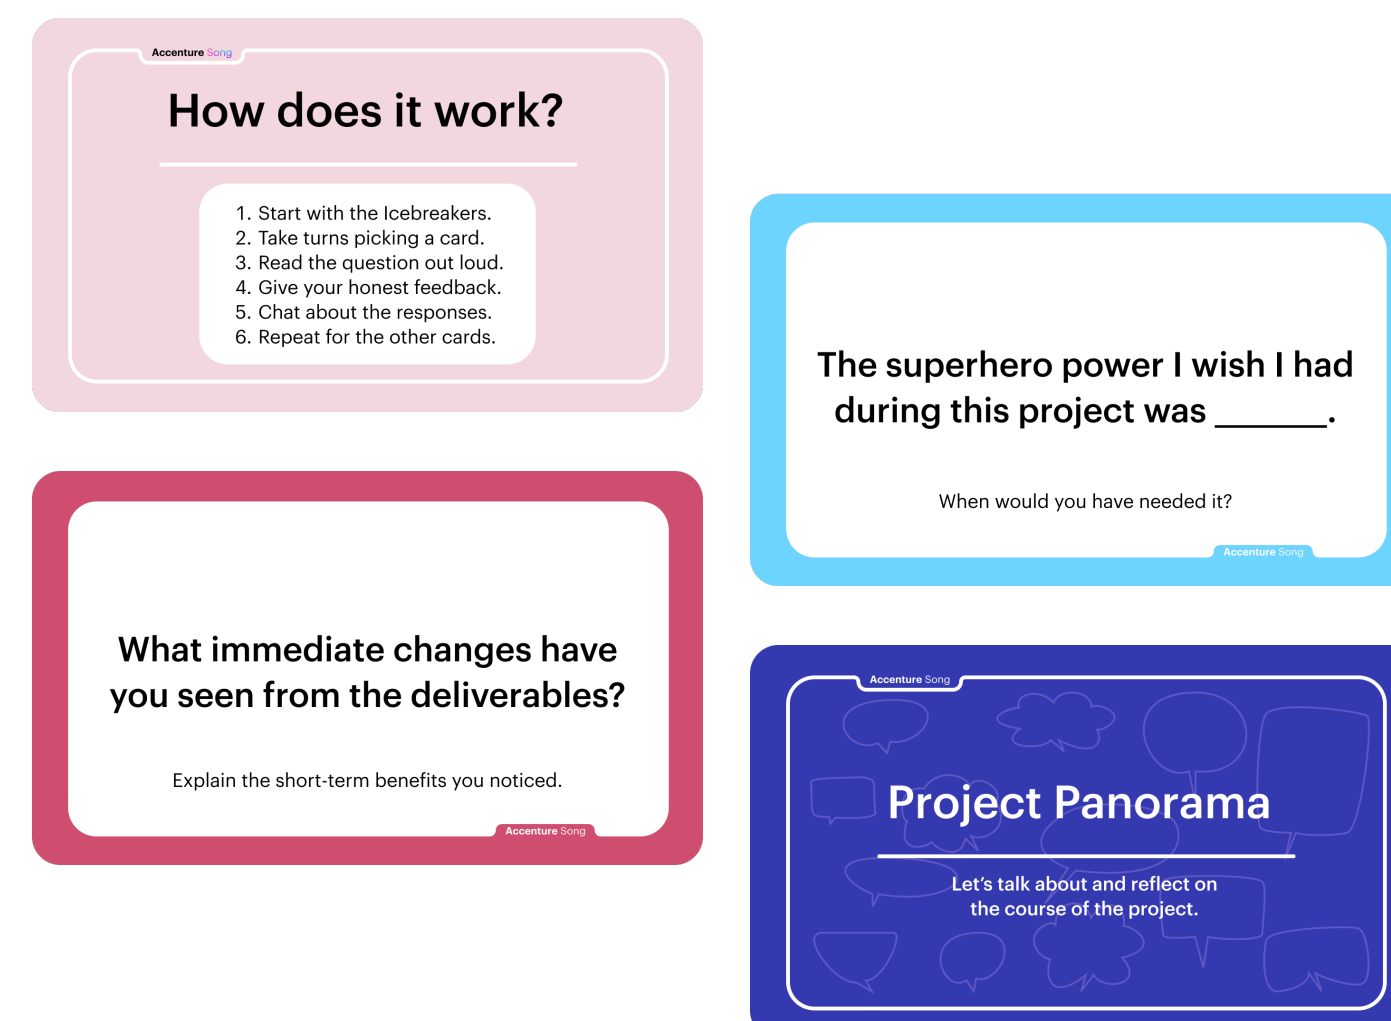 Accenture Song
How does it work?
1. Start with the Icebreakers.
2. Take turns picking a card.
3. Read the question out loud.
4. Give your honest feedback.
5. Chat about the responses.
6. Repeat for the other cards.
What immediate changes have
you seen from the deliverables?
Explain the short-term benefits you noticed.
Accenture Song
The superhero power I wish I had
during this project was _______.
When would you have needed it?
Accenture Song
Accenture Song
Project Panorama
Let’s talk about and reflect on
the course of the project.